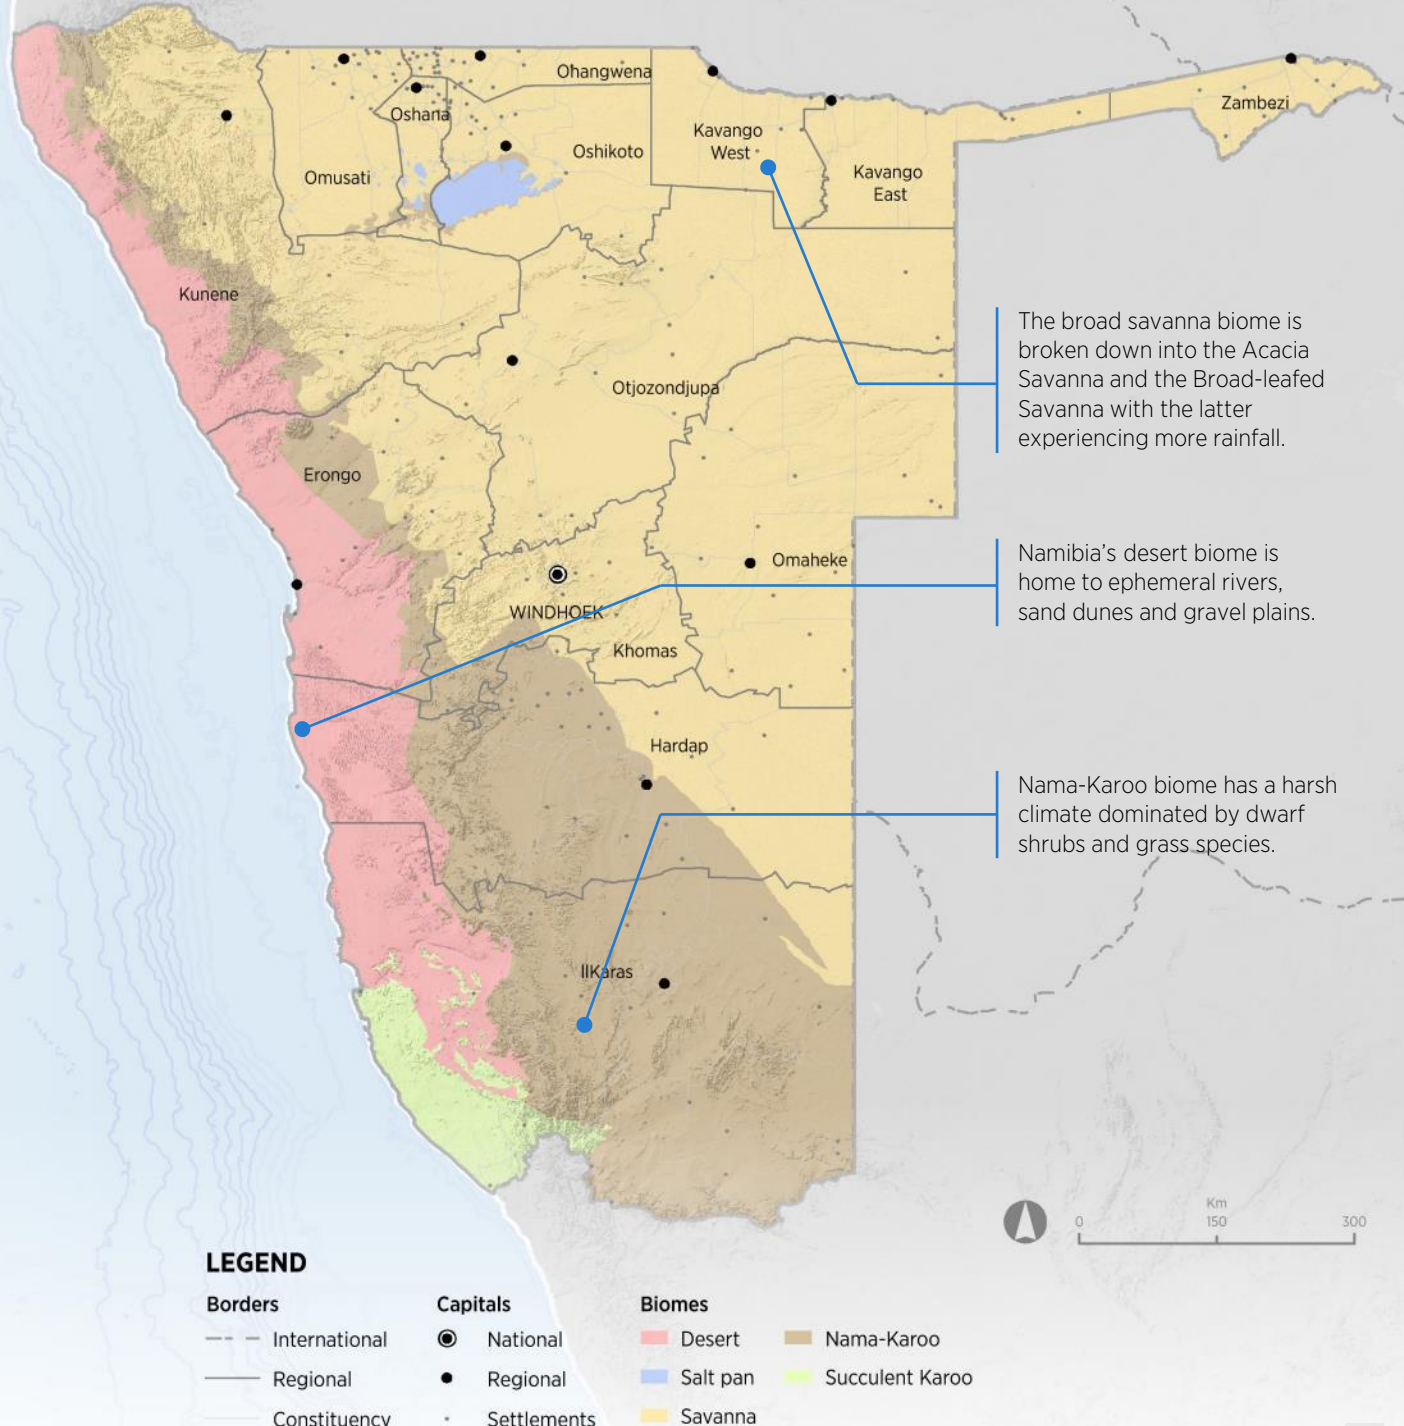 Ohangwena
Oshana
Zambezi
Kavango
West
Oshikoto
Omusati
Kavango
East
Kunene
The broad savanna biome is
broken down into the Acacia
Savanna and the Broad-leafed
Savanna with the latter
experiencing more rainfall.
Otjozondjupa
Erongo
Namibia’s desert biome is
home to ephemeral rivers,
sand dunes and gravel plains.
Omaheke
WINDHOEK
Khomas
Hardap
Nama-Karoo biome has a harsh
climate dominated by dwarf
shrubs and grass species.
llKaras
Km
0 150 300
LEGEND
Borders
International
Regional
Constituency
Capitals
National
Regional
Settlements
Biomes
Desert
Salt pan
Savanna
Nama-Karoo
Succulent Karoo